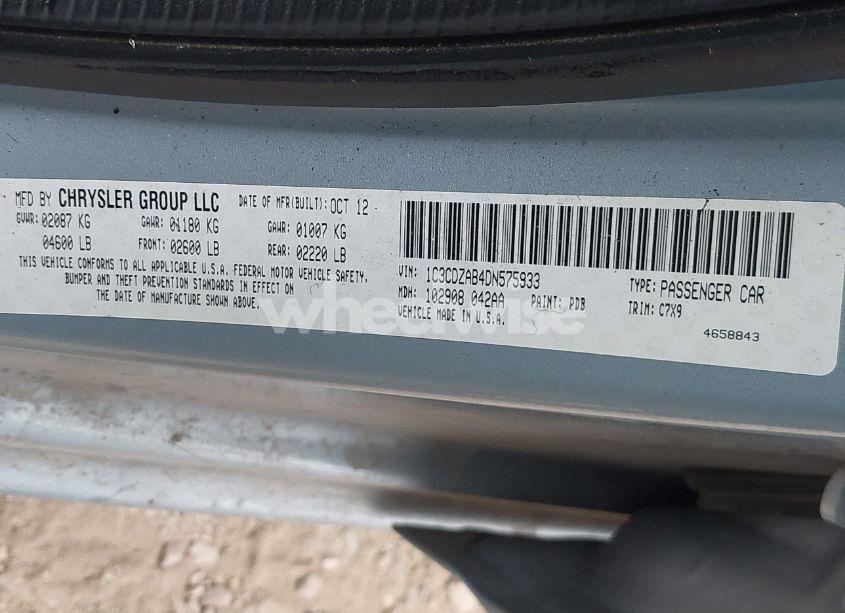 MFD BY CHRYSLER GROUP LLC DATE OF MFR(BUILT): OCT 12
GVWR: 02087 KG GAWR: 01180 KG GAWR: 01007 KG
04600 LB FRONT: 02600 LB REAR: 02220 LB
THIS VEHICLE CONFORMS TO ALL APPLICABLE U.S.A. FEDERAL MOTOR VEHICLE SAFETY,
BUMPER AND THEFT PREVENTION STANDARDS IN EFFECT ON
THE DATE OF MANUFACTURE SHOWN ABOVE.
VIN: 1C3CDZAB4DN575933 TYPE: PASSENGER CAR
MDH: 102908 042AA PAINT: PDB TRIM: C7X9
VEHICLE MADE IN U.S.A.
4658843
wheelwise